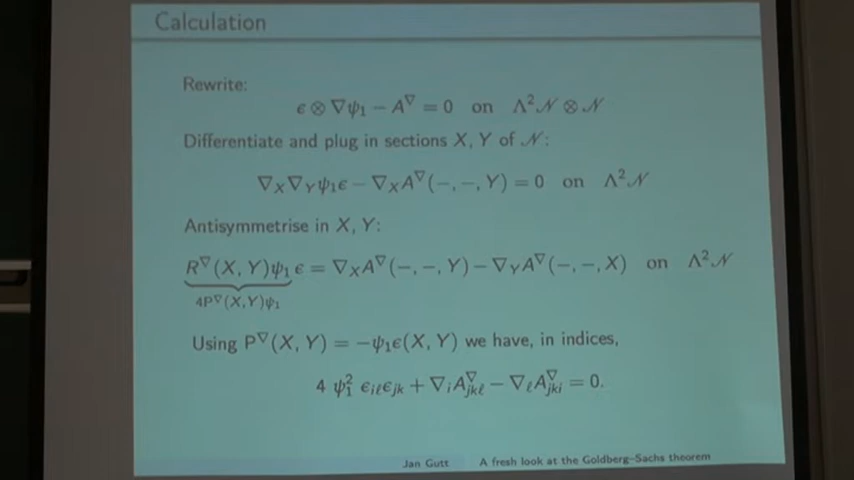 Calculation
Rewrite:
ϵ ⊗ ∇ψ₁ − A^∇ = 0 on Λ²𝒩 ⊗ 𝒩
Differentiate and plug in sections X, Y of 𝒩:
∇_X∇_Yψ₁ϵ − ∇_XA^∇(−, −, Y) = 0 on Λ²𝒩
Antisymmetrise in X, Y:
R^∇(X, Y)ψ₁ ϵ = ∇_XA^∇(−, −, Y) − ∇_YA^∇(−, −, X) on Λ²𝒩
4P^∇(X,Y)ψ₁
Using P^∇(X, Y) = −ψ₁ϵ(X, Y) we have, in indices,
4 ψ₁² ϵ_{iℓ}ϵ_{jk} + ∇_iA^∇_{jkℓ} − ∇_ℓA^∇_{jki} = 0.
Jan Gutt A fresh look at the Goldberg–Sachs theorem